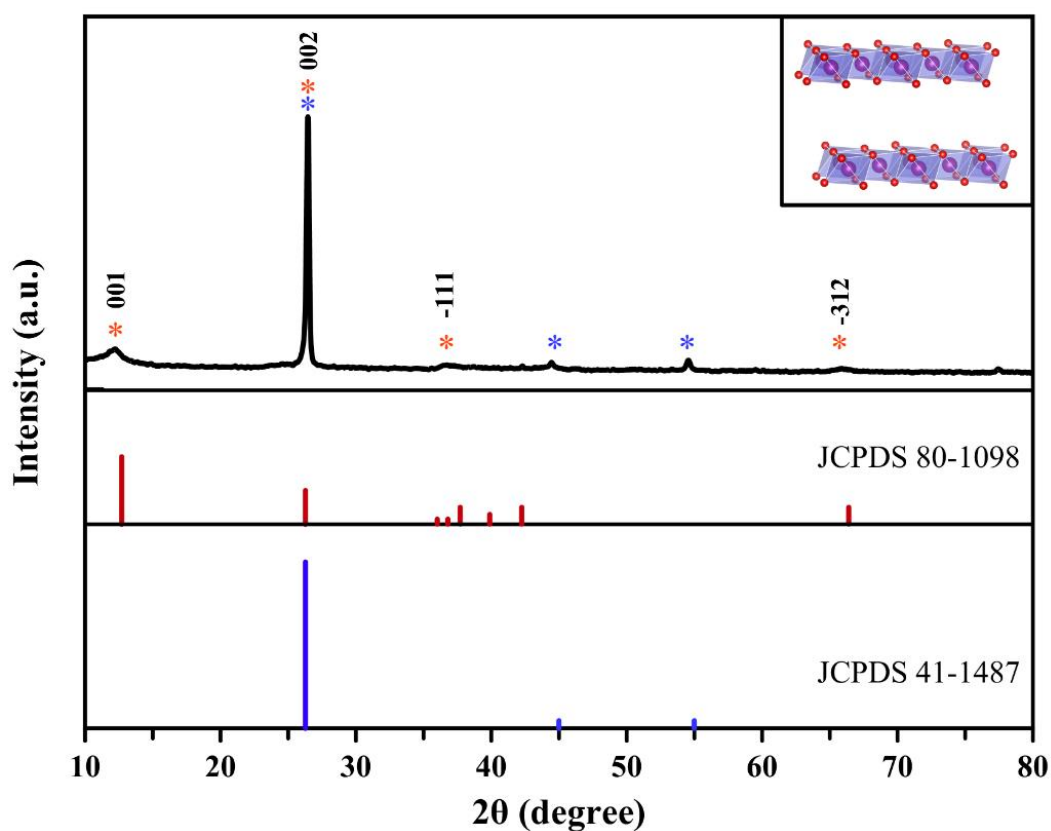 * 001
** 002
* -111
*
*
* -312
Intensity (a.u.)
JCPDS 80-1098
JCPDS 41-1487
10 20 30 40 50 60 70 80
2θ (degree)